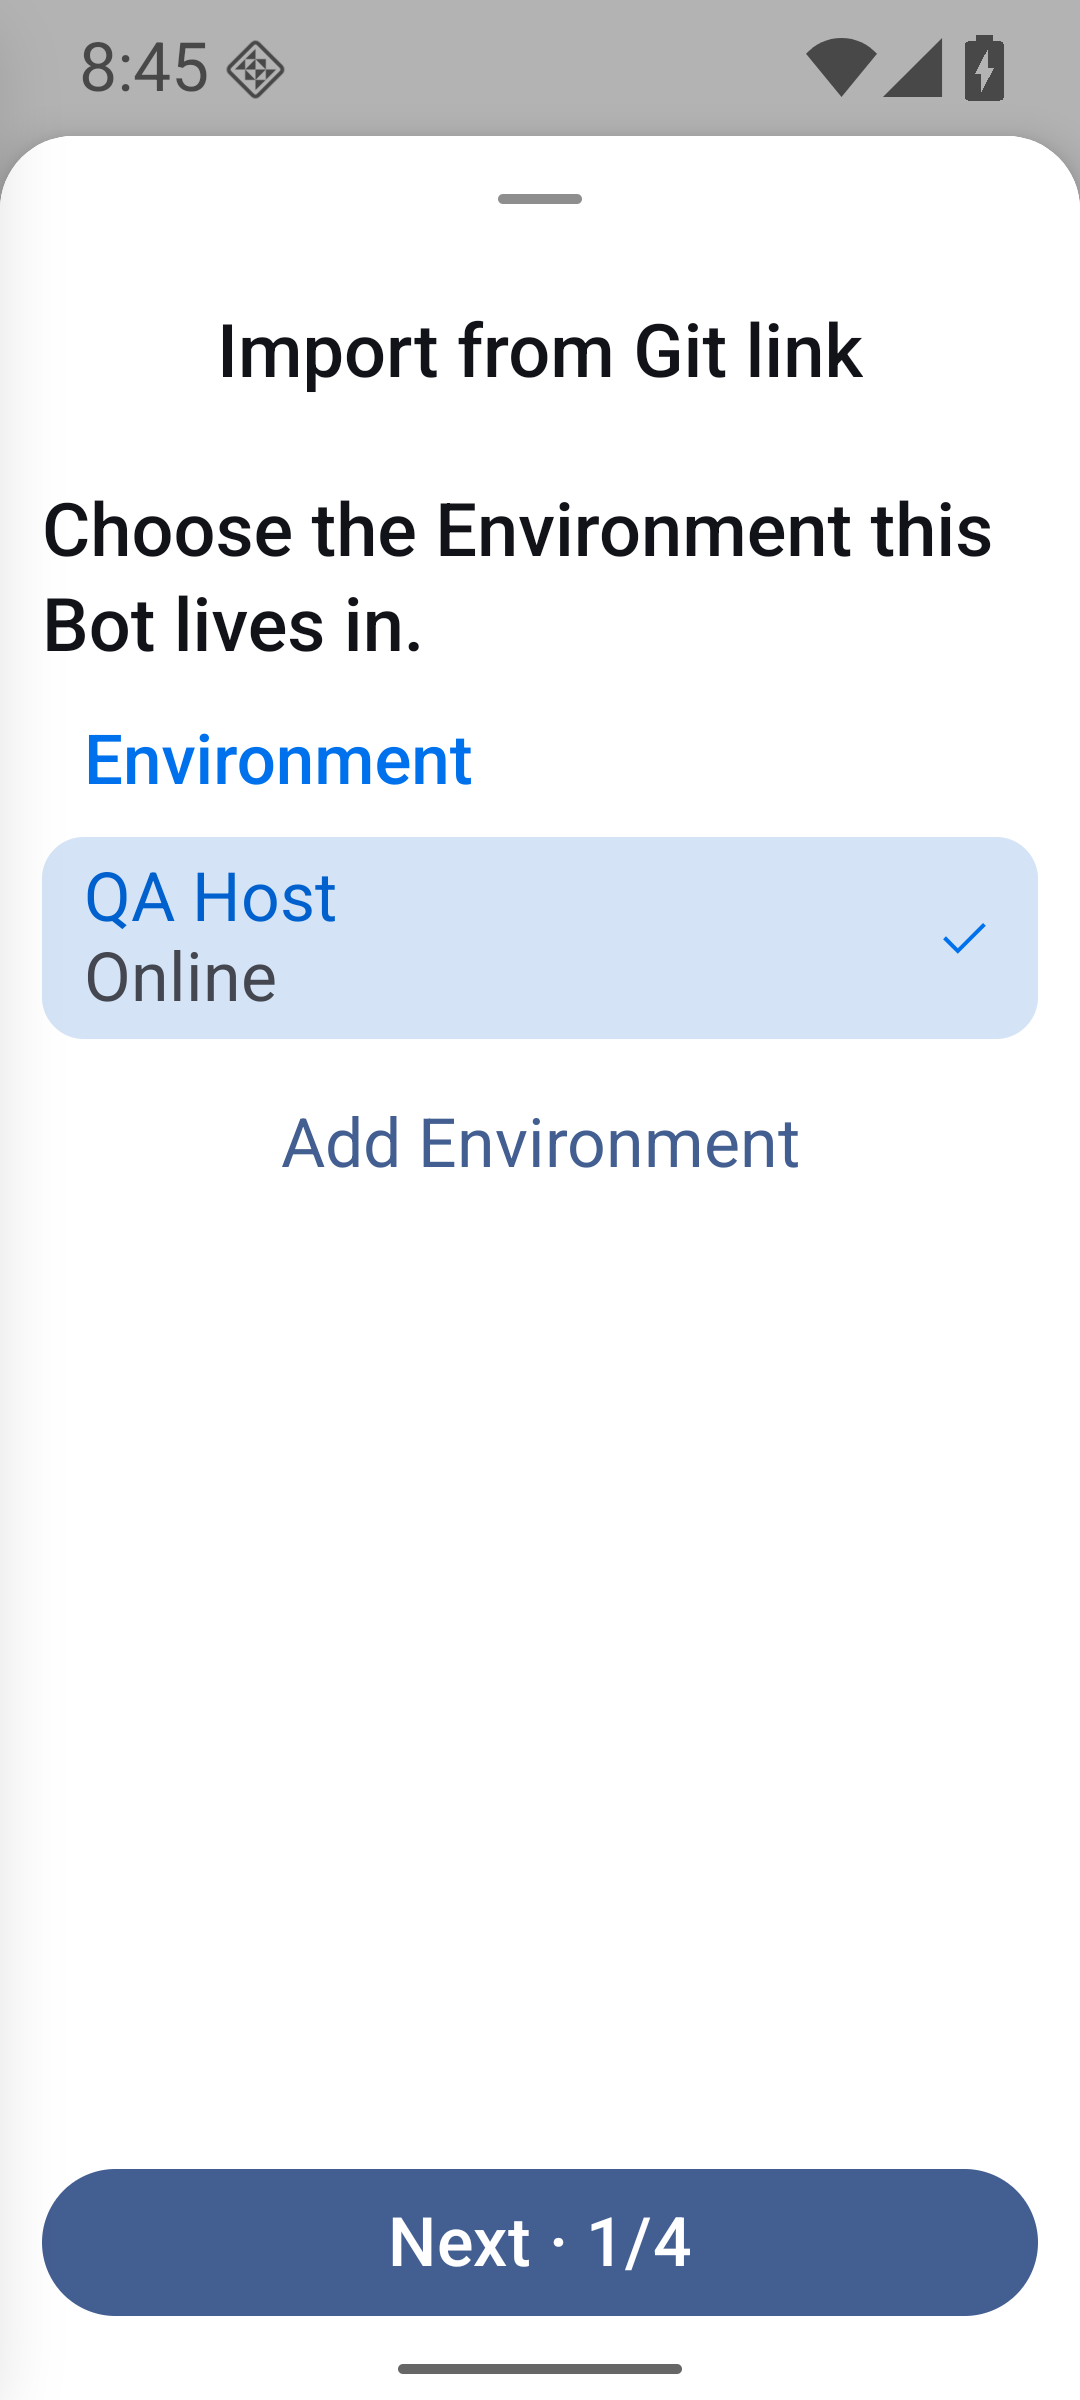 8:45
Import from Git link
Choose the Environment this
Bot lives in.
Environment
QA Host
Online
Add Environment
Next · 1/4